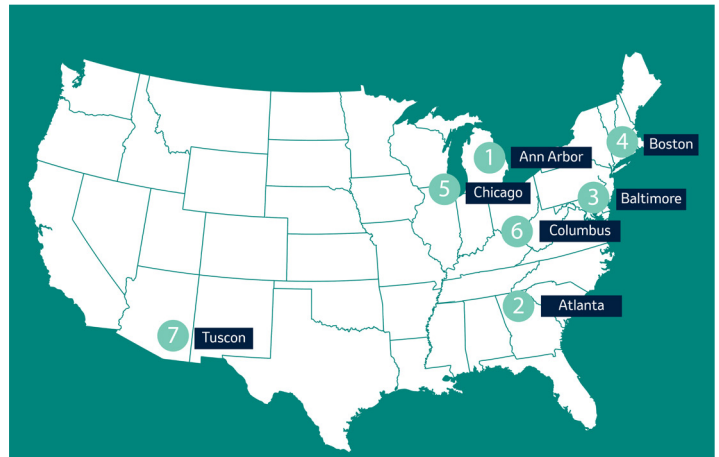 1 Ann Arbor
4 Boston
5 Chicago
3 Baltimore
6 Columbus
2 Atlanta
7 Tuscon